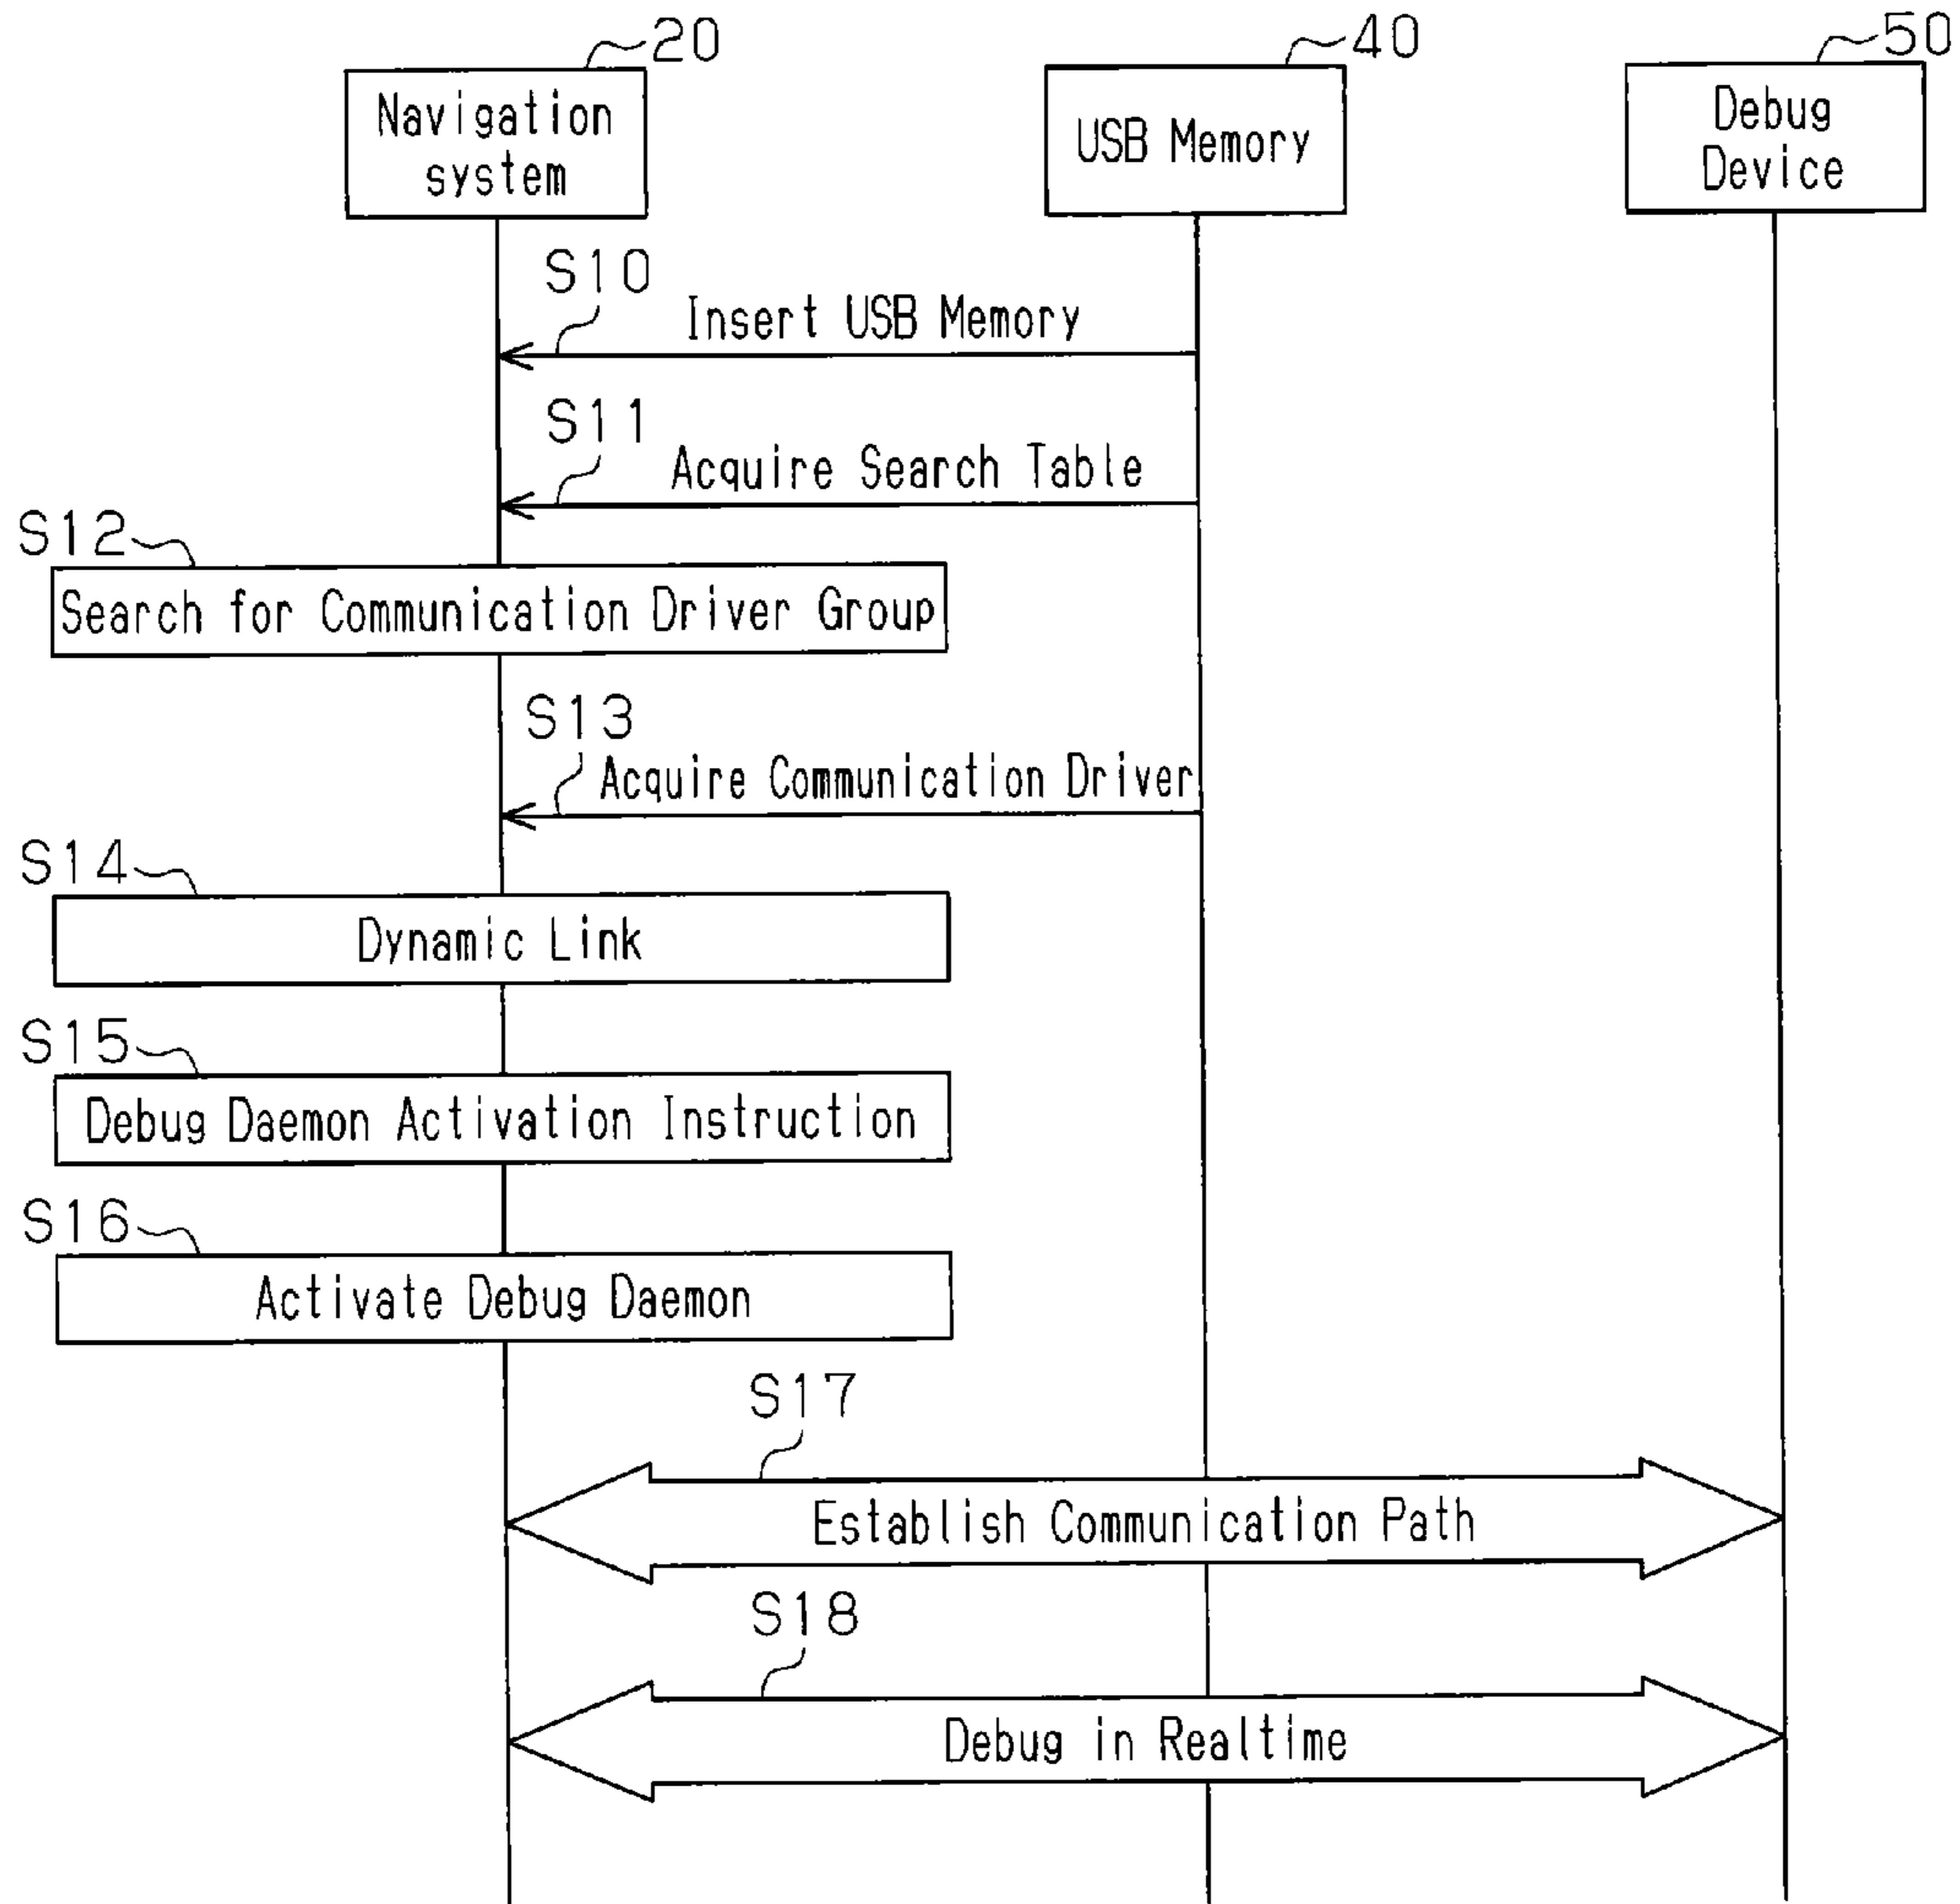 20
40
50
Navigation
system
USB Memory
Debug
Device
S10
Insert USB Memory
S11
Acquire Search Table
S12
Search for Communication Driver Group
S13
Acquire Communication Driver
S14
Dynamic Link
S15
Debug Daemon Activation Instruction
S16
Activate Debug Daemon
S17
Establish Communication Path
S18
Debug in Realtime